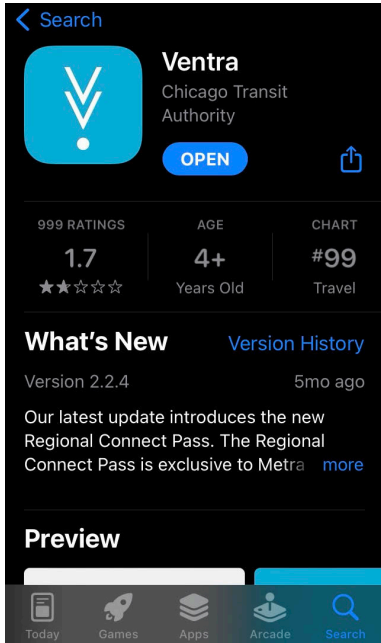 Search
Ventra
Chicago Transit
Authority
OPEN
999 RATINGS
AGE
CHART
1.7
4+
#99
Years Old
Travel
What's New
Version History
Version 2.2.4
5mo ago
Our latest update introduces the new
Regional Connect Pass. The Regional
Connect Pass is exclusive to Metra more
Preview
Today
Games
Apps
Arcade
Search